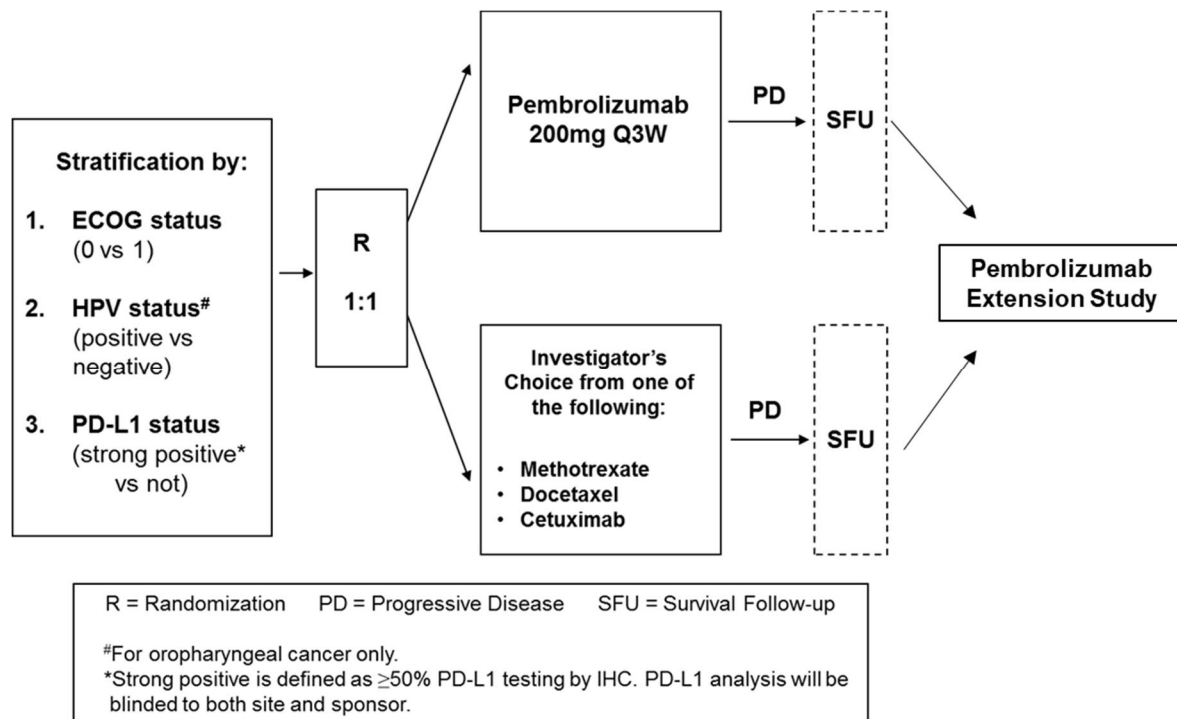 Stratification by:
1. ECOG status
(0 vs 1)
2. HPV status#
(positive vs
negative)
3. PD-L1 status
(strong positive*
vs not)
R
1:1
Pembrolizumab
200mg Q3W
PD
SFU
Investigator's
Choice from one of
the following:
• Methotrexate
• Docetaxel
• Cetuximab
PD
SFU
Pembrolizumab
Extension Study
R = Randomization PD = Progressive Disease SFU = Survival Follow-up
#For oropharyngeal cancer only.
*Strong positive is defined as ≥50% PD-L1 testing by IHC. PD-L1 analysis will be
blinded to both site and sponsor.